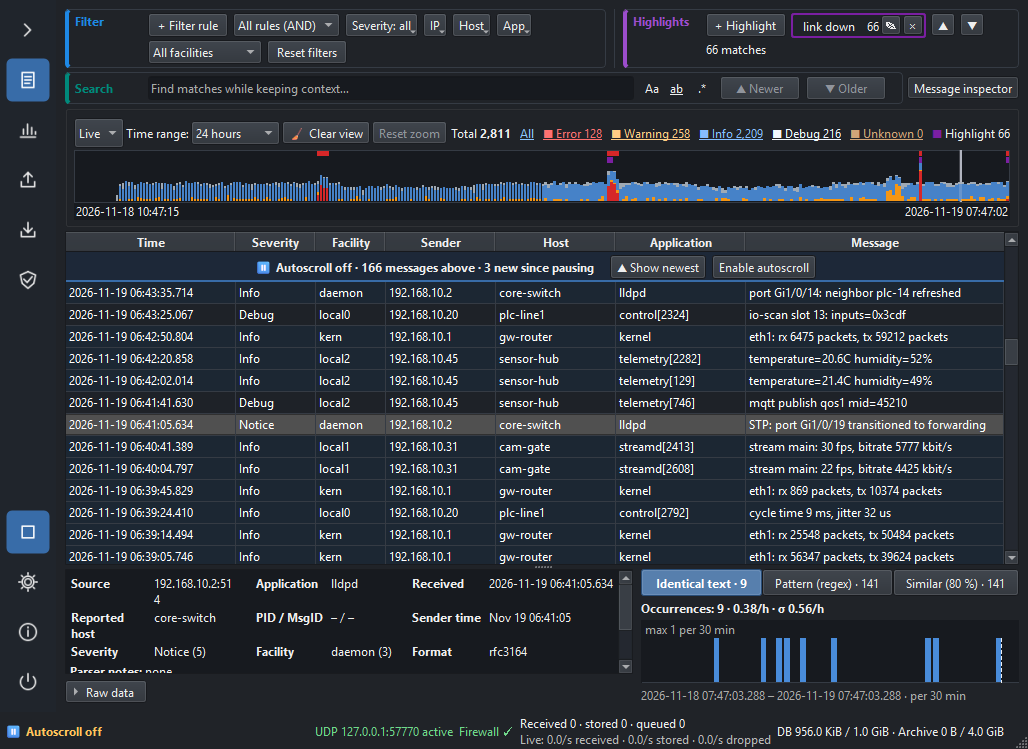 Filter
+ Filter rule
All rules (AND)
Severity: all
IP
Host
App
All facilities
Reset filters
Highlights
+ Highlight
link down 66
66 matches
Search
Find matches while keeping context...
Aa ab .*
▲ Newer
▼ Older
Message inspector
Live
Time range: 24 hours
Clear view
Reset zoom
Total 2,811 All Error 128 Warning 258 Info 2,209 Debug 216 Unknown 0 Highlight 66
2026-11-18 10:47:15
2026-11-19 07:47:02
Time Severity Facility Sender Host Application Message
Autoscroll off · 166 messages above · 3 new since pausing
▲ Show newest
Enable autoscroll
2026-11-19 06:43:35.714 Info daemon 192.168.10.2 core-switch lldpd port Gi1/0/14: neighbor plc-14 refreshed
2026-11-19 06:43:25.067 Debug local0 192.168.10.20 plc-line1 control[2324] io-scan slot 13: inputs=0x3cdf
2026-11-19 06:42:50.804 Info kern 192.168.10.1 gw-router kernel eth1: rx 6475 packets, tx 59212 packets
2026-11-19 06:42:20.858 Info local2 192.168.10.45 sensor-hub telemetry[2282] temperature=20.6C humidity=52%
2026-11-19 06:42:02.014 Info local2 192.168.10.45 sensor-hub telemetry[129] temperature=21.4C humidity=49%
2026-11-19 06:41:41.630 Debug local2 192.168.10.45 sensor-hub telemetry[746] mqtt publish qos1 mid=45210
2026-11-19 06:41:05.634 Notice daemon 192.168.10.2 core-switch lldpd STP: port Gi1/0/19 transitioned to forwarding
2026-11-19 06:40:41.389 Info local1 192.168.10.31 cam-gate streamd[2413] stream main: 30 fps, bitrate 5777 kbit/s
2026-11-19 06:40:04.797 Info local1 192.168.10.31 cam-gate streamd[2608] stream main: 22 fps, bitrate 4425 kbit/s
2026-11-19 06:39:45.829 Info kern 192.168.10.1 gw-router kernel eth1: rx 869 packets, tx 10374 packets
2026-11-19 06:39:24.410 Info local0 192.168.10.20 plc-line1 control[2792] cycle time 9 ms, jitter 32 us
2026-11-19 06:39:14.494 Info kern 192.168.10.1 gw-router kernel eth1: rx 25548 packets, tx 50484 packets
2026-11-19 06:39:05.746 Info kern 192.168.10.1 gw-router kernel eth1: rx 56347 packets, tx 39624 packets
Source 192.168.10.2:51
4
Application lldpd
Received 2026-11-19 06:41:05.634
Reported
host
core-switch
PID / MsgID – / –
Sender time Nov 19 06:41:05
Severity Notice (5)
Facility daemon (3)
Format rfc3164
Parser notes: none
Raw data
Identical text · 9
Pattern (regex) · 141
Similar (80 %) · 141
Occurrences: 9 · 0.38/h · σ 0.56/h
max 1 per 30 min
2026-11-18 07:47:03.288 – 2026-11-19 07:47:03.288 · per 30 min
Autoscroll off
UDP 127.0.0.1:57770 active Firewall ✓
Received 0 · stored 0 · queued 0
Live: 0.0/s received · 0.0/s stored · 0.0/s dropped
DB 956.0 KiB / 1.0 GiB · Archive 0 B / 4.0 GiB